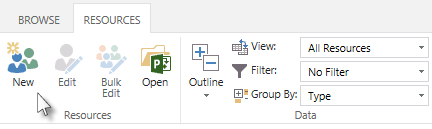 BROWSE RESOURCES
New
Edit
Bulk
Edit
Open
Outline
View: All Resources
Filter: No Filter
Group By: Type
Resources
Data